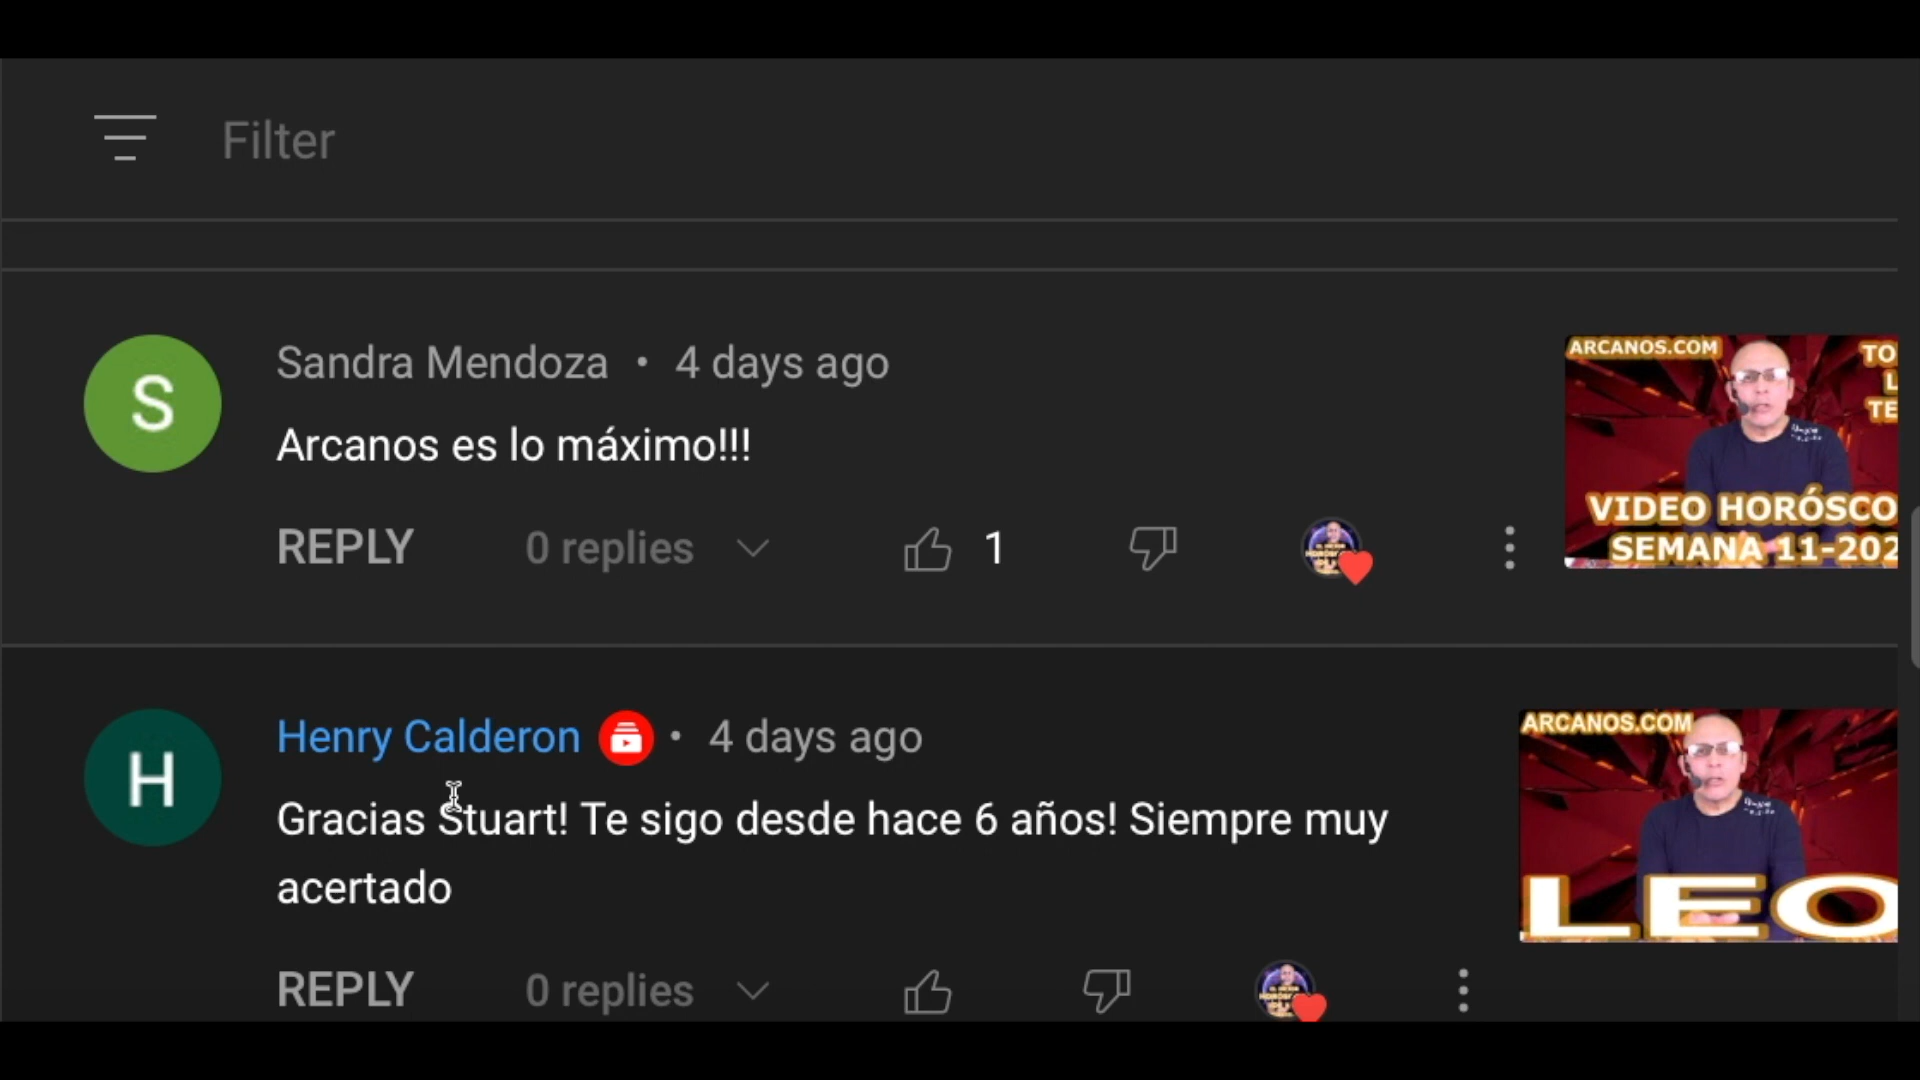 Filter
S
Sandra Mendoza • 4 days ago
Arcanos es lo máximo!!!
REPLY 0 replies 1
ARCANOS.COM
TO
L
TE
VIDEO HORÓSCO
SEMANA 11-202
H
Henry Calderon • 4 days ago
Gracias Stuart! Te sigo desde hace 6 años! Siempre muy
acertado
REPLY 0 replies
ARCANOS.COM
LEO